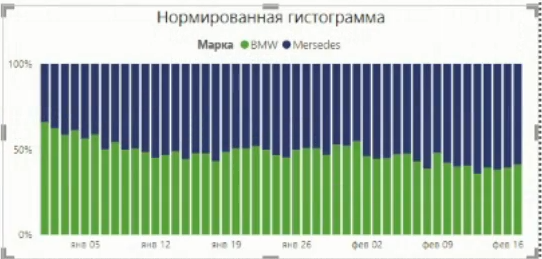 Нормированная гистограмма
Марка BMW Mersedes
100%
50%
0%
янв 05 янв 12 янв 19 янв 26 фев 02 фев 09 фев 16